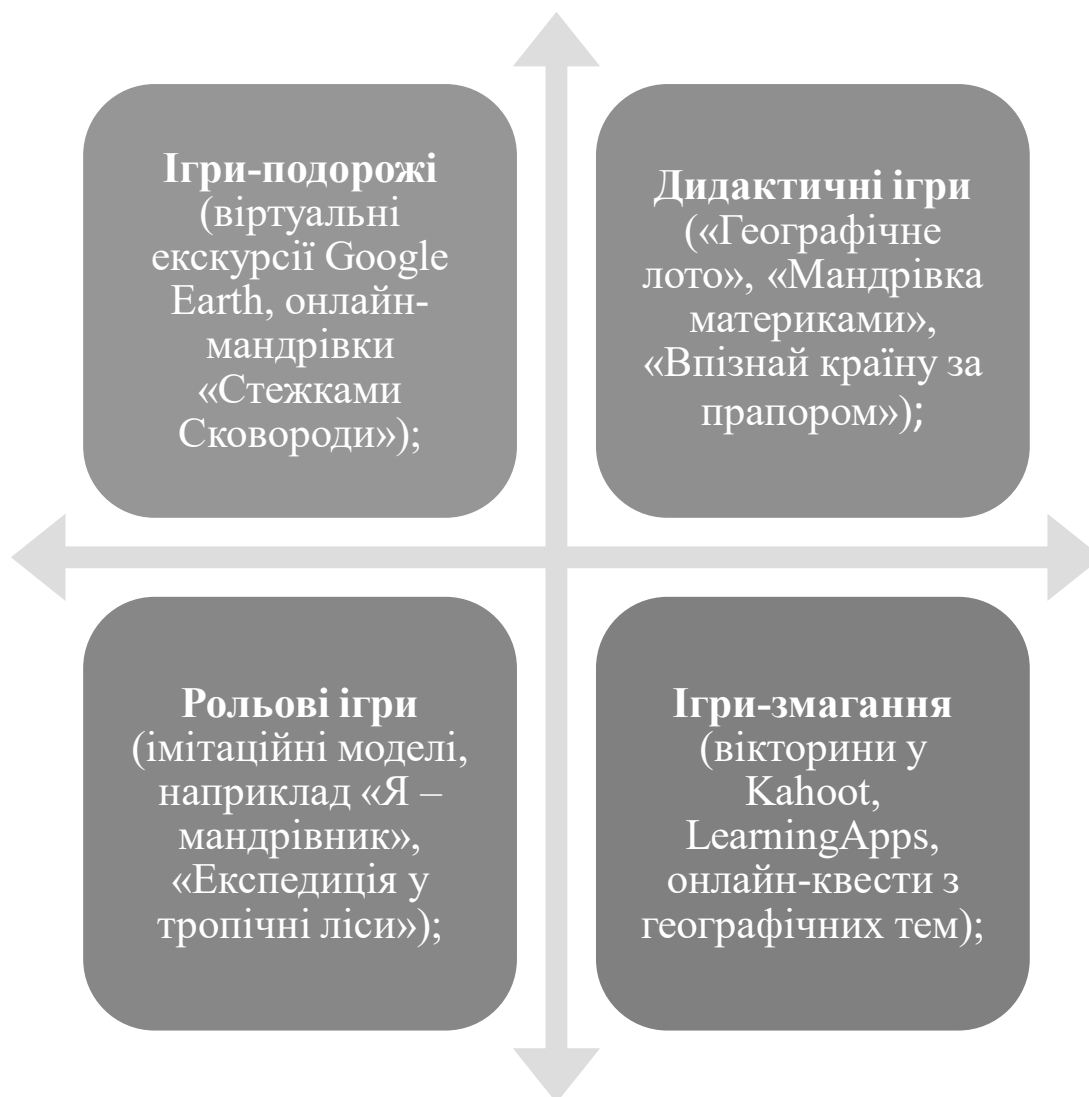 Ігри-подорожі
(віртуальні
екскурсії Google
Earth, онлайн-
мандрівки
«Стежками
Сковороди»);
Дидактичні ігри
(«Географічне
лото», «Мандрівка
материками»,
«Впізнай країну за
прапором»);
Рольові ігри
(імітаційні моделі,
наприклад «Я –
мандрівник»,
«Експедиція у
тропічні ліси»);
Ігри-змагання
(вікторини у
Kahoot,
LearningApps,
онлайн-квести з
географічних тем);